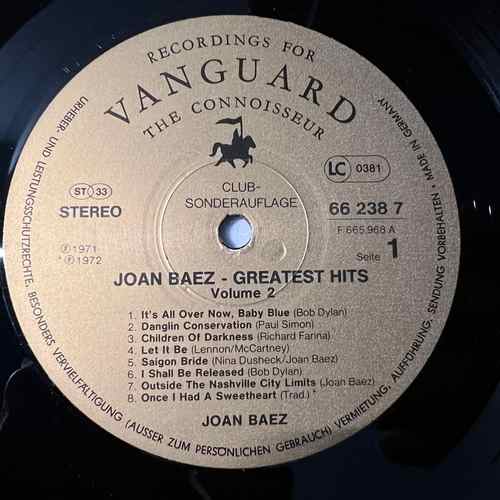 RECORDINGS FOR
VANGUARD
THE CONNOISSEUR
CLUB-
SONDERAUFLAGE
ST 33
STEREO
℗ 1971
*℗ 1972
LC 0381
66 238 7
F 665.968 A
Seite 1
JOAN BAEZ - GREATEST HITS
Volume 2
1. It's All Over Now, Baby Blue (Bob Dylan)
2. Danglin Conservation (Paul Simon)
3. Children Of Darkness (Richard Farina)
4. Let It Be (Lennon/McCartney)
5. Saigon Bride (Nina Dusheck/Joan Baez)
6. I Shall Be Released (Bob Dylan)
7. Outside The Nashville City Limits (Joan Baez)
8. Once I Had A Sweetheart (Trad.) *
JOAN BAEZ
URHEBER- UND LEISTUNGSSCHUTZRECHTE, BESONDERS VERVIELFÄLTIGUNG (AUSSER ZUM PERSÖNLICHEN GEBRAUCH) VERMIETUNG, AUFFÜHRUNG, SENDUNG VORBEHALTEN • MADE IN GERMANY